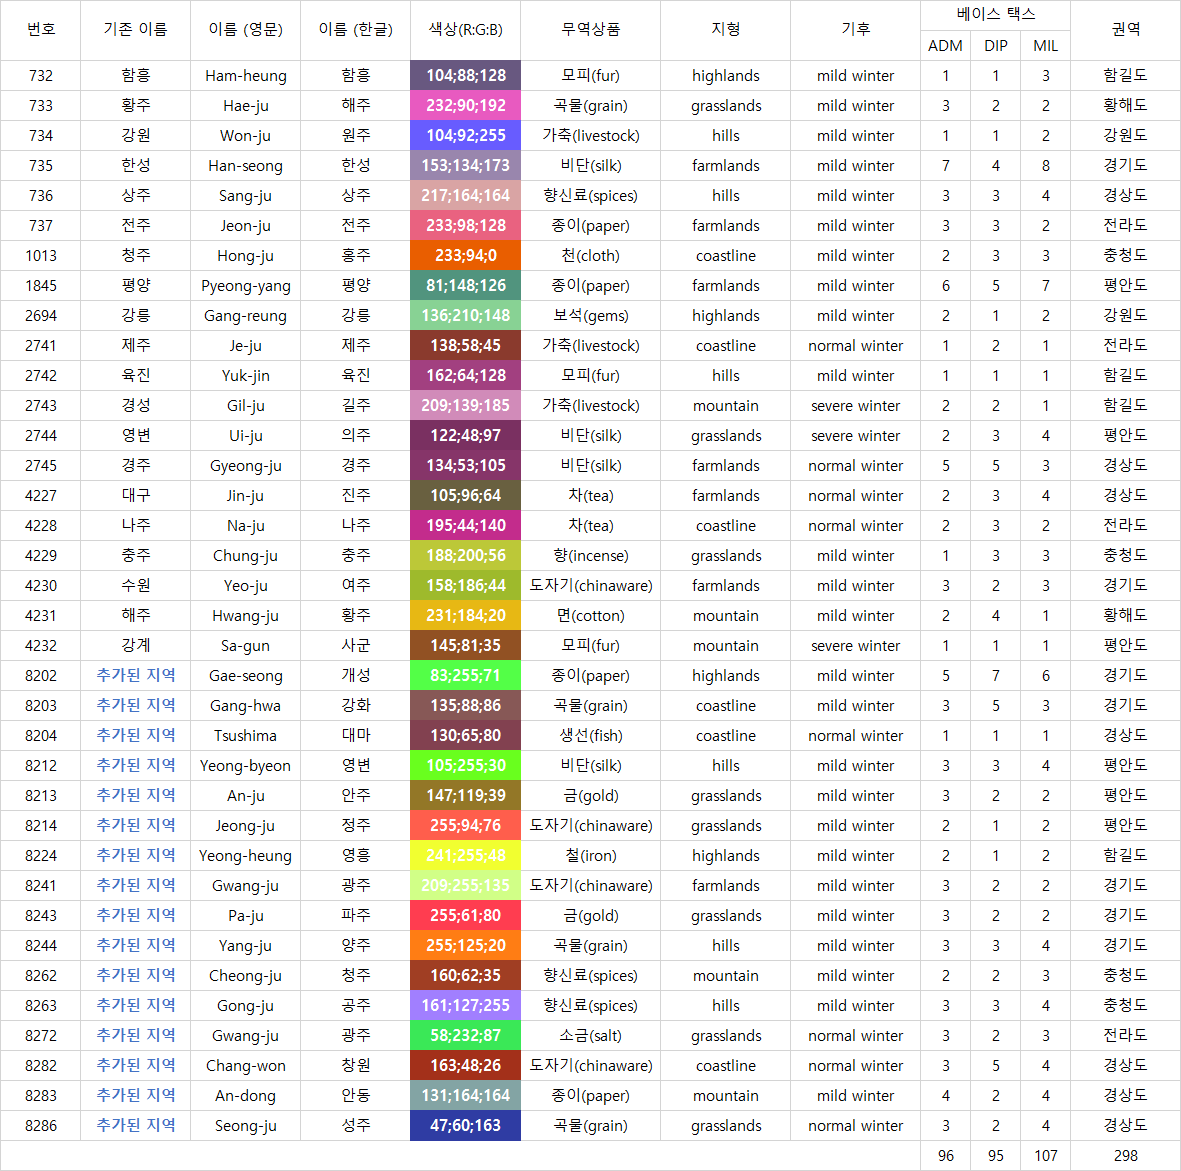 번호 기존 이름 이름 (영문) 이름 (한글) 색상(R:G:B) 무역상품 지형 기후 베이스 택스 권역
ADM DIP MIL
732 함흥 Ham-heung 함흥 104;88;128 모피(fur) highlands mild winter 1 1 3 함길도
733 황주 Hae-ju 해주 232;90;192 곡물(grain) grasslands mild winter 3 2 2 황해도
734 강원 Won-ju 원주 104;92;255 가축(livestock) hills mild winter 1 1 2 강원도
735 한성 Han-seong 한성 153;134;173 비단(silk) farmlands mild winter 7 4 8 경기도
736 상주 Sang-ju 상주 217;164;164 향신료(spices) hills mild winter 3 3 4 경상도
737 전주 Jeon-ju 전주 233;98;128 종이(paper) farmlands mild winter 3 3 2 전라도
1013 청주 Hong-ju 홍주 233;94;0 천(cloth) coastline mild winter 2 3 3 충청도
1845 평양 Pyeong-yang 평양 81;148;126 종이(paper) farmlands mild winter 6 5 7 평안도
2694 강릉 Gang-reung 강릉 136;210;148 보석(gems) highlands mild winter 2 1 2 강원도
2741 제주 Je-ju 제주 138;58;45 가축(livestock) coastline normal winter 1 2 1 전라도
2742 육진 Yuk-jin 육진 162;64;128 모피(fur) hills mild winter 1 1 1 함길도
2743 경성 Gil-ju 길주 209;139;185 가축(livestock) mountain severe winter 2 2 1 함길도
2744 영변 Ui-ju 의주 122;48;97 비단(silk) grasslands severe winter 2 3 4 평안도
2745 경주 Gyeong-ju 경주 134;53;105 비단(silk) farmlands normal winter 5 5 3 경상도
4227 대구 Jin-ju 진주 105;96;64 차(tea) farmlands normal winter 2 3 4 경상도
4228 나주 Na-ju 나주 195;44;140 차(tea) coastline normal winter 2 3 2 전라도
4229 충주 Chung-ju 충주 188;200;56 향(incense) grasslands mild winter 1 3 3 충청도
4230 수원 Yeo-ju 여주 158;186;44 도자기(chinaware) farmlands mild winter 3 2 3 경기도
4231 해주 Hwang-ju 황주 231;184;20 면(cotton) mountain mild winter 2 4 1 황해도
4232 강계 Sa-gun 사군 145;81;35 모피(fur) mountain severe winter 1 1 1 평안도
8202 추가된 지역 Gae-seong 개성 83;255;71 종이(paper) highlands mild winter 5 7 6 경기도
8203 추가된 지역 Gang-hwa 강화 135;88;86 곡물(grain) coastline mild winter 3 5 3 경기도
8204 추가된 지역 Tsushima 대마 130;65;80 생선(fish) coastline normal winter 1 1 1 경상도
8212 추가된 지역 Yeong-byeon 영변 105;255;30 비단(silk) hills mild winter 3 3 4 평안도
8213 추가된 지역 An-ju 안주 147;119;39 금(gold) grasslands mild winter 3 2 2 평안도
8214 추가된 지역 Jeong-ju 정주 255;94;76 도자기(chinaware) grasslands mild winter 2 1 2 평안도
8224 추가된 지역 Yeong-heung 영흥 241;255;48 철(iron) highlands mild winter 2 1 2 함길도
8241 추가된 지역 Gwang-ju 광주 209;255;135 도자기(chinaware) farmlands mild winter 3 2 2 경기도
8243 추가된 지역 Pa-ju 파주 255;61;80 금(gold) grasslands mild winter 3 2 2 경기도
8244 추가된 지역 Yang-ju 양주 255;125;20 곡물(grain) hills mild winter 3 3 4 경기도
8262 추가된 지역 Cheong-ju 청주 160;62;35 향신료(spices) mountain mild winter 2 2 3 충청도
8263 추가된 지역 Gong-ju 공주 161;127;255 향신료(spices) hills mild winter 3 3 4 충청도
8272 추가된 지역 Gwang-ju 광주 58;232;87 소금(salt) grasslands normal winter 3 2 3 전라도
8282 추가된 지역 Chang-won 창원 163;48;26 도자기(chinaware) coastline normal winter 3 5 4 경상도
8283 추가된 지역 An-dong 안동 131;164;164 종이(paper) mountain mild winter 4 2 4 경상도
8286 추가된 지역 Seong-ju 성주 47;60;163 곡물(grain) grasslands normal winter 3 2 4 경상도
96 95 107 298